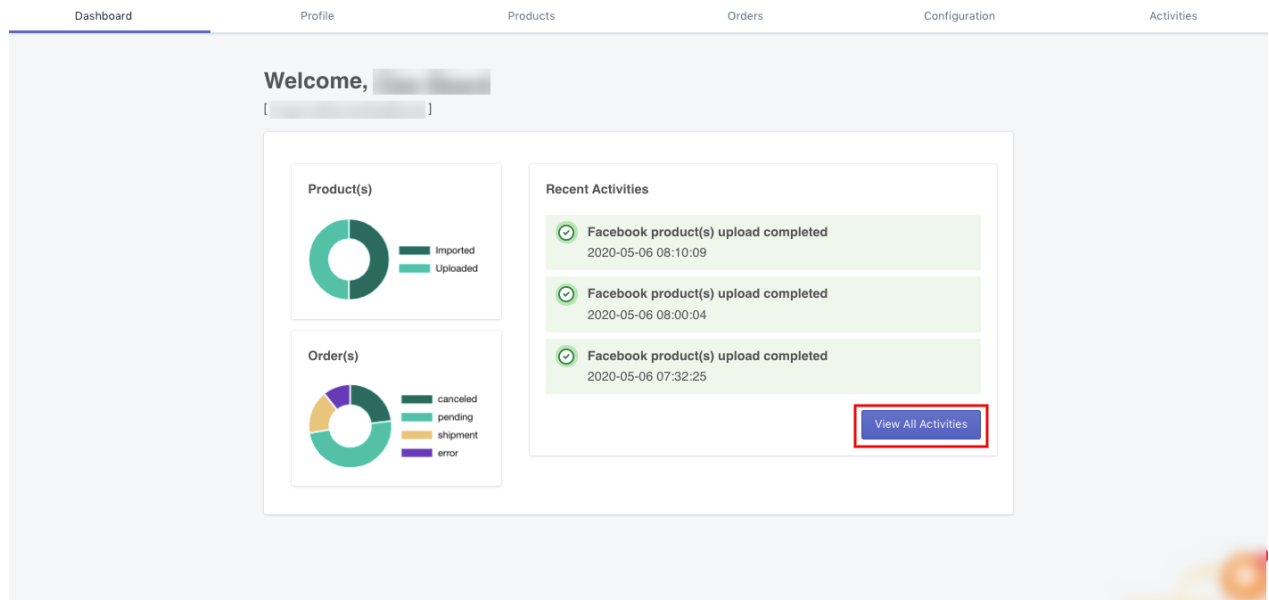 Dashboard Profile Products Orders Configuration Activities
Welcome,
[ ]
Product(s)
Imported
Uploaded
Order(s)
canceled
pending
shipment
error
Recent Activities
Facebook product(s) upload completed
2020-05-06 08:10:09
Facebook product(s) upload completed
2020-05-06 08:00:04
Facebook product(s) upload completed
2020-05-06 07:32:25
View All Activities